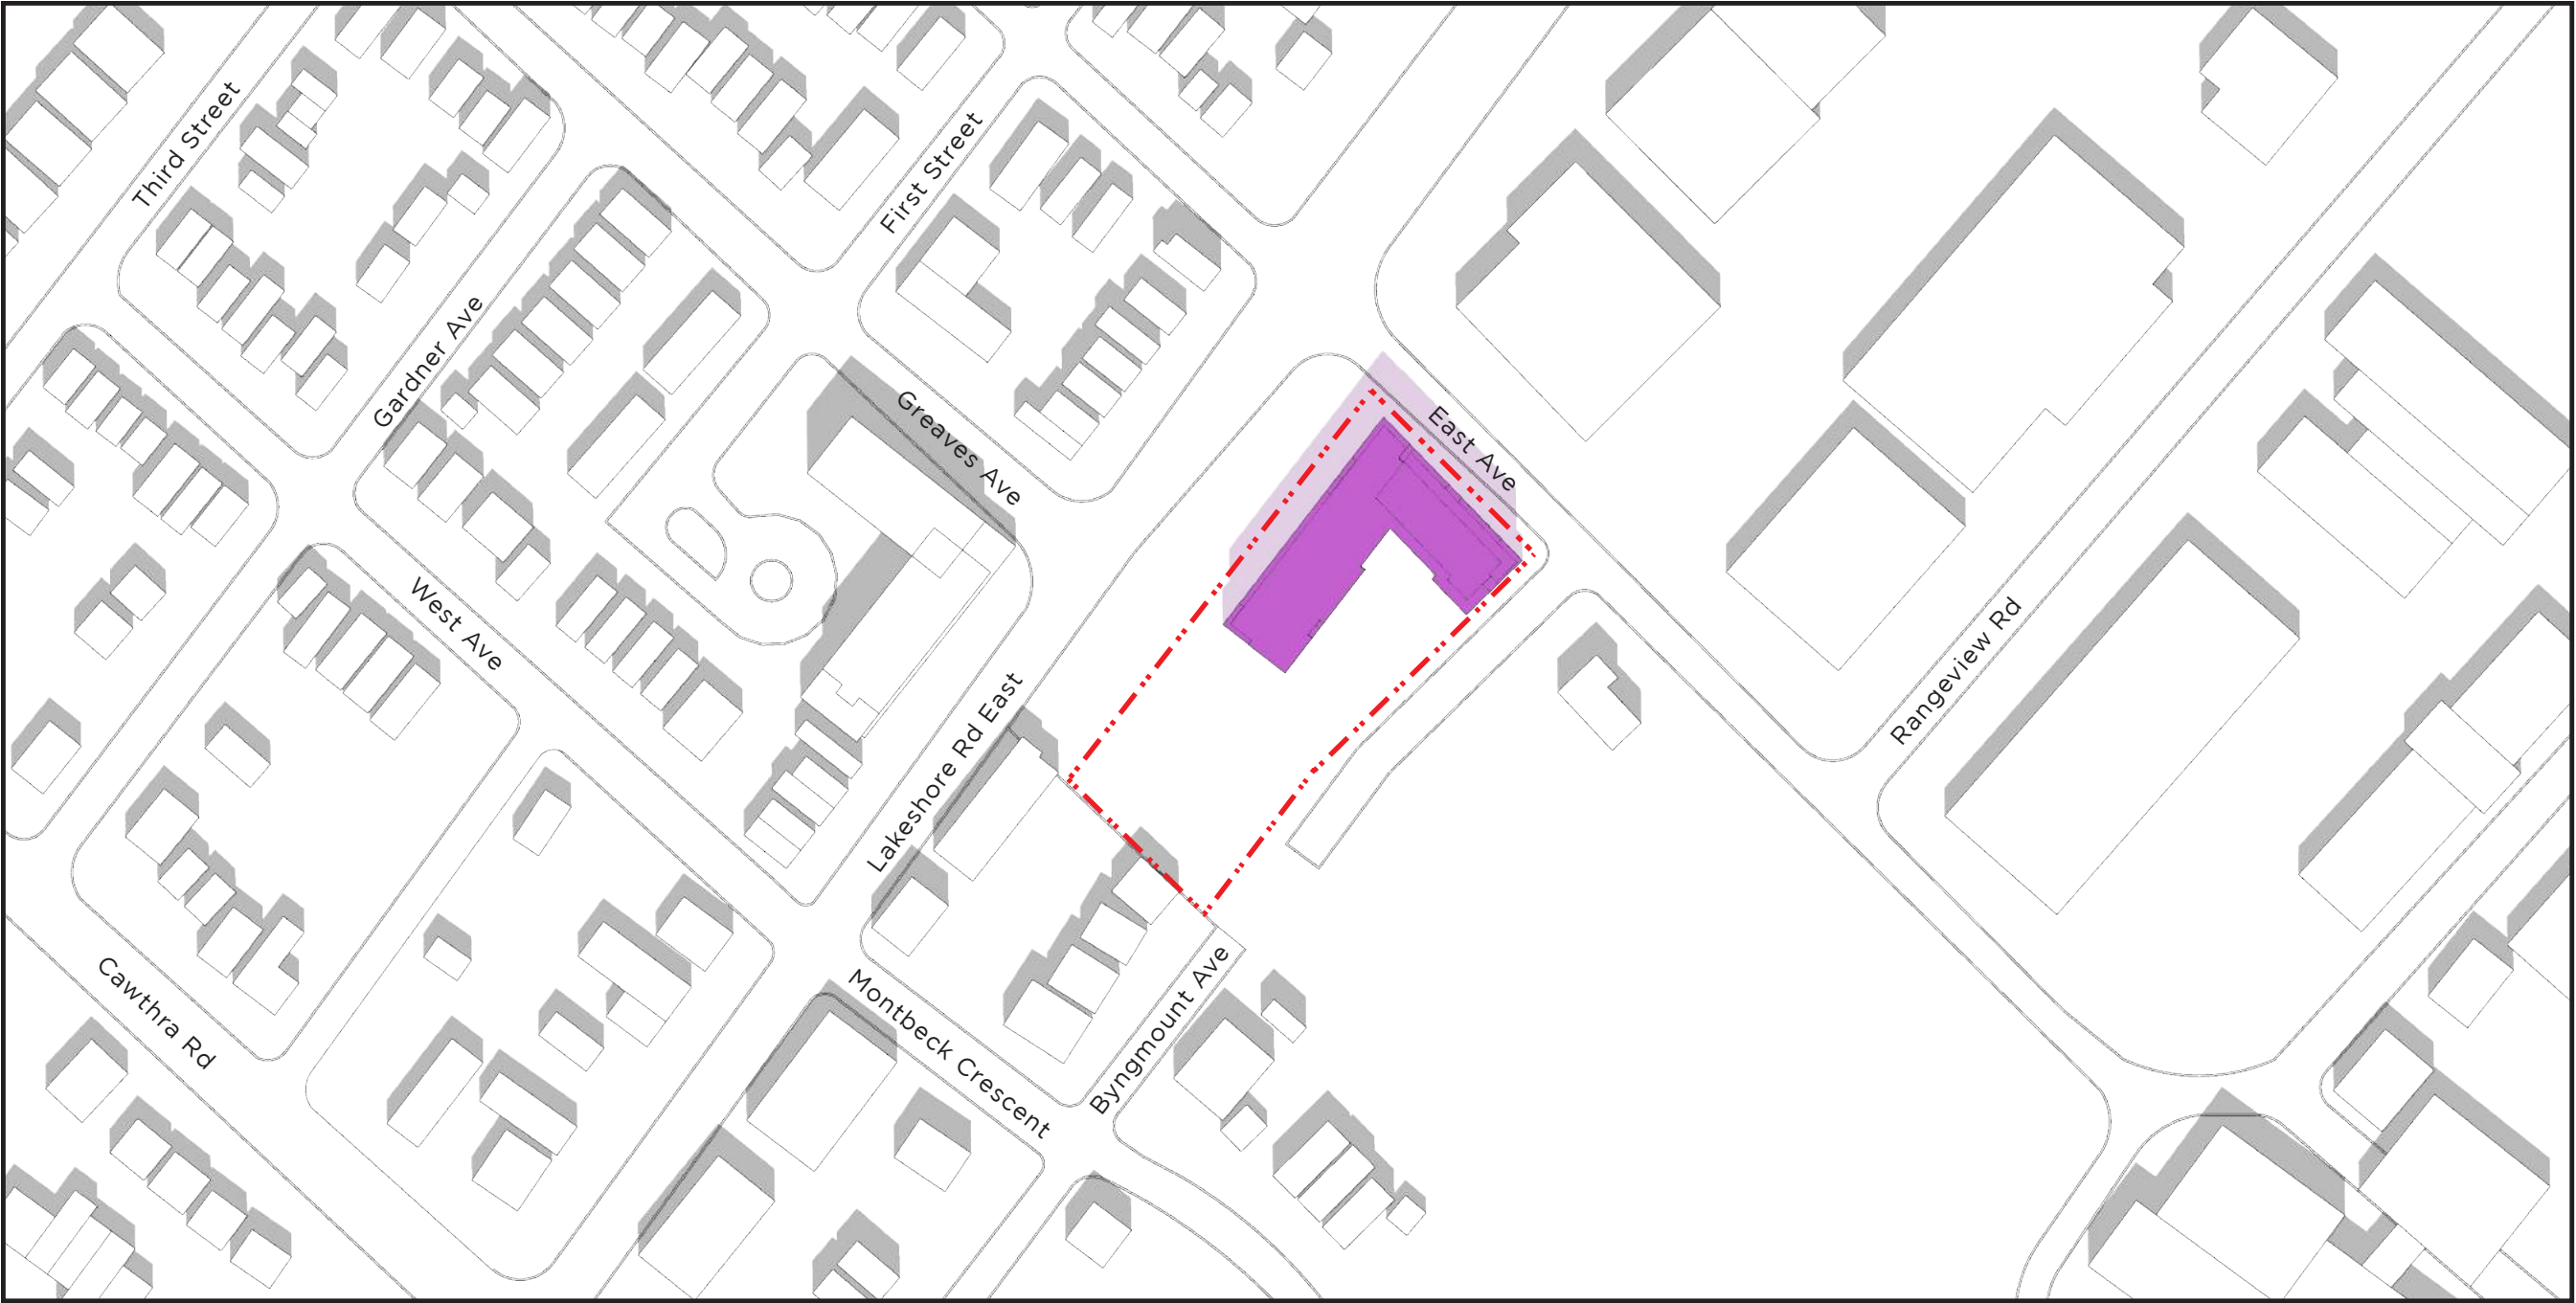 Third Street
First Street
Gardner Ave
Greaves Ave
East Ave
West Ave
Rangeview Rd
Lakeshore Rd East
Cawthra Rd
Montbeck Crescent
Byngmount Ave